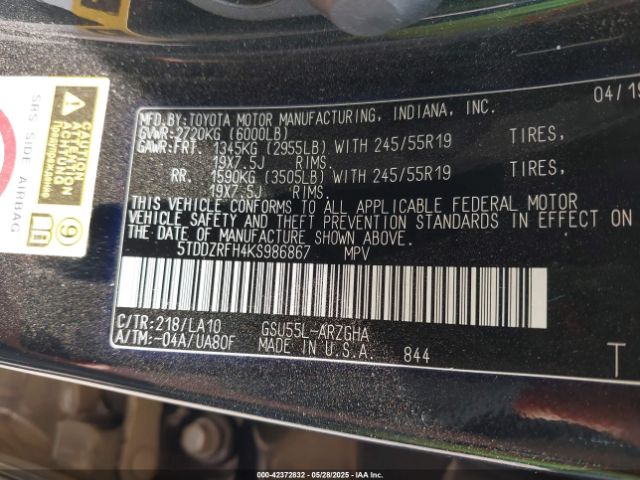 04/19
MFD.BY:TOYOTA MOTOR MANUFACTURING, INDIANA, INC.
GVWR:2720KG (6000LB)
GAWR:FRT. 1345KG (2955LB) WITH 245/55R19 TIRES,
19X7.5J RIMS.
RR. 1590KG (3505LB) WITH 245/55R19 TIRES,
19X7.5J RIMS
THIS VEHICLE CONFORMS TO ALL APPLICABLE FEDERAL MOTOR
VEHICLE SAFETY AND THEFT PREVENTION STANDARDS IN EFFECT ON
THE DATE OF MANUFACTURE SHOWN ABOVE.
5TDDZRFH4KS986867 MPV
C/TR:218/LA10 GSU55L-ARZGHA
A/TM:-04A/UA80F MADE IN U.S.A. 844
T
CAUTION
ACHTUNG
ATTENTION
SRS SIDE AIRBAG
9
000-42372832 - 05/28/2025 - IAA Corp.